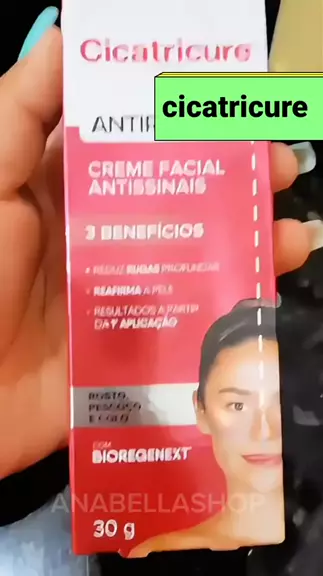 Cicatricure
cicatricure
CREME FACIAL
ANTISSINAIS
3 BENEFÍCIOS
• REDUZ RUGAS PROFUNDAS
• REAFIRMA A PELE
• RESULTADOS A PARTIR
DA 1ª APLICAÇÃO
ROSTO,
PESCOÇO
E COLO
COM
BIOREGENEXT
ANABELLASHOP
30 g